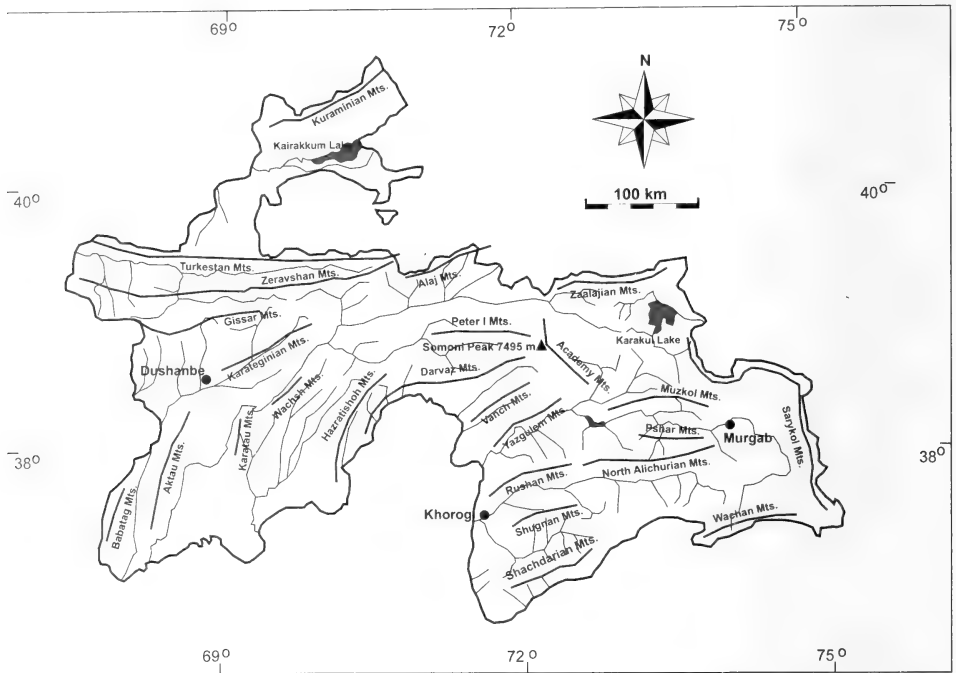 69°
72°
75°
N
Kuraminian Mts.
Kairakkum Lake
100 km
40°
40°
Turkestan Mts.
Zeravshan Mts.
Alaj Mts.
Zaalajian Mts.
Gissar Mts.
Peter I Mts.
Karakul Lake
Somoni Peak 7495 m
Karateginian Mts.
Academy Mts.
Dushanbe
Darvaz Mts.
Wachsh Mts.
Hazratishoh Mts.
Muzkol Mts.
Vanch Mts.
Sarykol Mts.
Yazgulem Mts.
Pshar Mts.
Murgab
Karatau Mts.
38°
38°
Aktau Mts.
North Alichurian Mts.
Rushan Mts.
Babatag Mts.
Khorog
Shugnan Mts.
Wachan Mts.
Shachdarian Mts.
69°
72°
75°